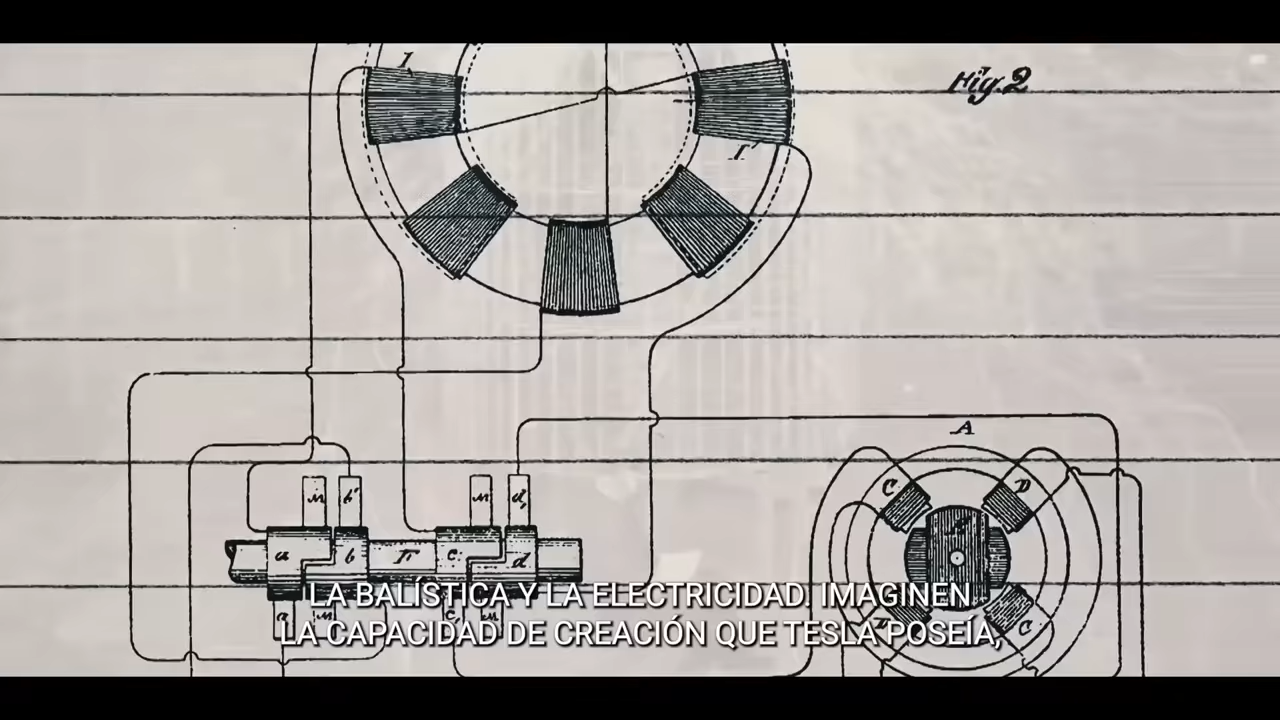 Fig. 2
I
I'
A
C
D
M
b'
M
d,
a
b
F
c
d
C
LA BALÍSTICA Y LA ELECTRICIDAD. IMAGINEN
LA CAPACIDAD DE CREACIÓN QUE TESLA POSEÍA,